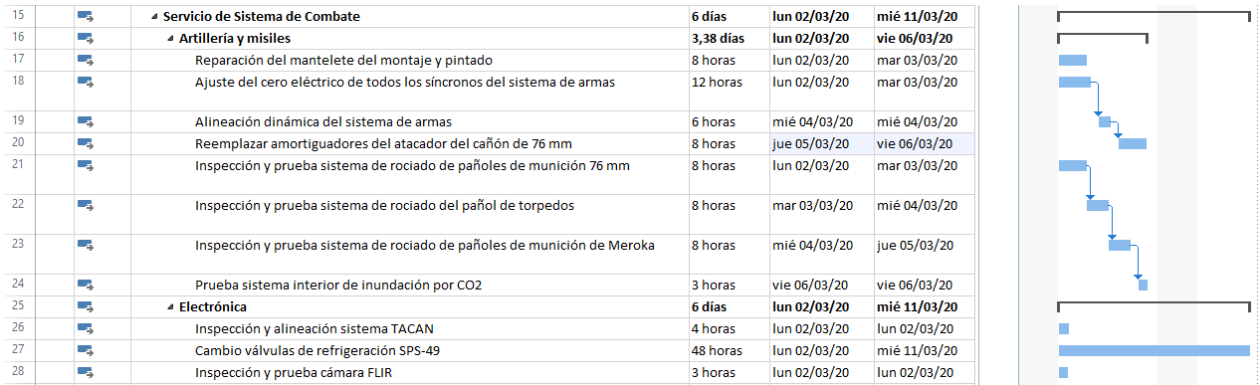 15 Servicio de Sistema de Combate 6 días lun 02/03/20 mié 11/03/20
16 Artillería y misiles 3,38 días lun 02/03/20 vie 06/03/20
17 Reparación del mantelete del montaje y pintado 8 horas lun 02/03/20 mar 03/03/20
18 Ajuste del cero eléctrico de todos los síncronos del sistema de armas 12 horas lun 02/03/20 mar 03/03/20
19 Alineación dinámica del sistema de armas 6 horas mié 04/03/20 mié 04/03/20
20 Reemplazar amortiguadores del atacador del cañón de 76 mm 8 horas jue 05/03/20 vie 06/03/20
21 Inspección y prueba sistema de rociado de pañoles de munición 76 mm 8 horas lun 02/03/20 mar 03/03/20
22 Inspección y prueba sistema de rociado del pañol de torpedos 8 horas mar 03/03/20 mié 04/03/20
23 Inspección y prueba sistema de rociado de pañoles de munición de Meroka 8 horas mié 04/03/20 jue 05/03/20
24 Prueba sistema interior de inundación por CO2 3 horas vie 06/03/20 vie 06/03/20
25 Electrónica 6 días lun 02/03/20 mié 11/03/20
26 Inspección y alineación sistema TACAN 4 horas lun 02/03/20 lun 02/03/20
27 Cambio válvulas de refrigeración SPS-49 48 horas lun 02/03/20 mié 11/03/20
28 Inspección y prueba cámara FLIR 3 horas lun 02/03/20 lun 02/03/20